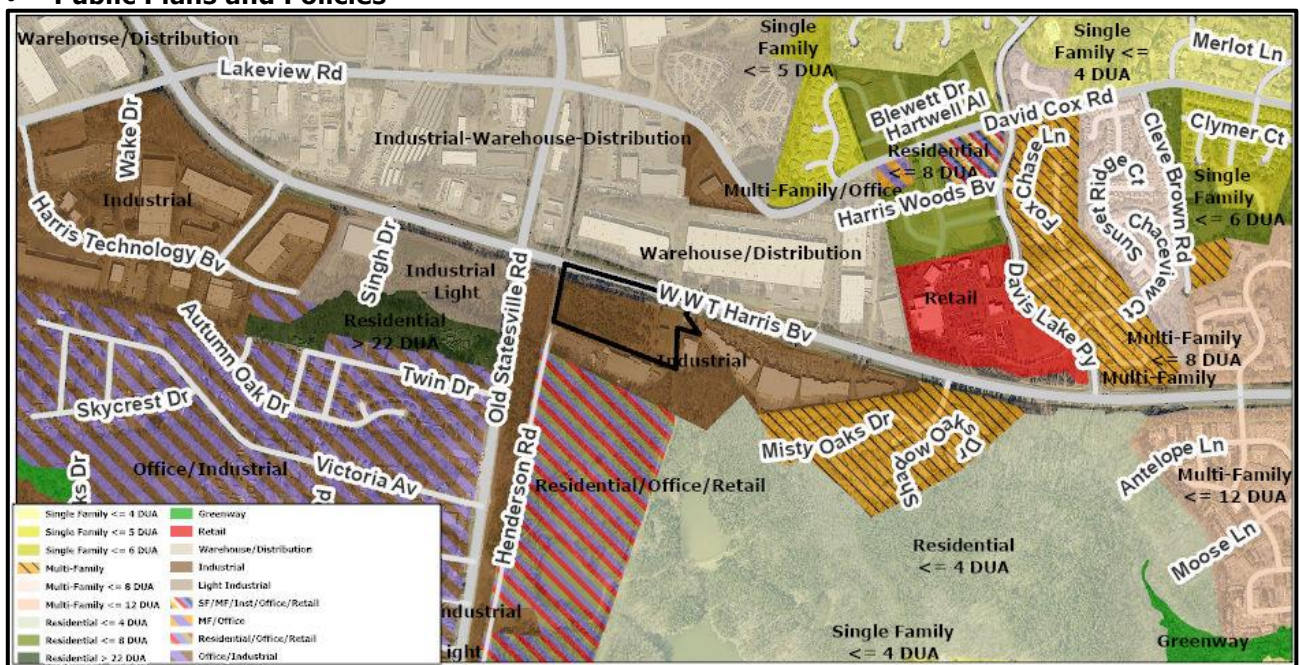 • Public Plans and Policies
Warehouse/Distribution
Lakeview Rd
Wake Dr
Industrial
Harris Technology Bv
Industrial-Warehouse-Distribution
Singh Dr
Industrial
- Light
Residential
> 22 DUA
Autumn Oak Dr
Twin Dr
Skycrest Dr
Office/Industrial
Victoria Av
Old Statesville Rd
Henderson Rd
Single
Family
<= 5 DUA
Single
Family <=
4 DUA
Merlot Ln
Blewett Dr
Hartwell Al
David Cox Rd
Clymer Ct
Residential
<= 8 DUA
Multi-Family/Office
Harris Woods Bv
Fox Chase Ln
Sunset Ridge Ct
Cleve Brown Rd
Chaceview Ct
Single
Family
<= 6 DUA
Warehouse/Distribution
W W T Harris Bv
Industrial
Retail
Davis Lake Py
Multi-Family
<= 8 DUA
Multi-Family
Misty Oaks Dr
Shadow Oaks Dr
Residential/Office/Retail
Antelope Ln
Multi-Family
<= 12 DUA
Moose Ln
Residential
<= 4 DUA
Single Family
<= 4 DUA
Greenway
ks Dr
Rd
ndustrial
Light
Single Family <= 4 DUA
Single Family <= 5 DUA
Single Family <= 6 DUA
Multi-Family
Multi-Family <= 8 DUA
Multi-Family <= 12 DUA
Residential <= 4 DUA
Residential <= 8 DUA
Residential > 22 DUA
Greenway
Retail
Warehouse/Distribution
Industrial
Light Industrial
SF/MF/Inst/Office/Retail
MF/Office
Residential/Office/Retail
Office/Industrial